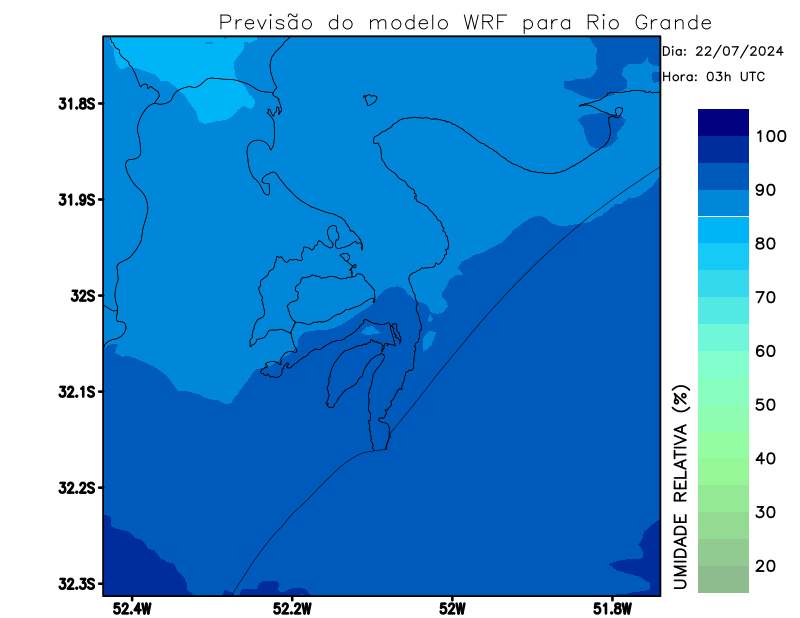 Previsão do modelo WRF para Rio Grande
Dia: 22/07/2024
Hora: 03h UTC
31.8S
31.9S
32S
32.1S
32.2S
32.3S
52.4W
52.2W
52W
51.8W
100
90
80
70
60
50
40
30
20
UMIDADE RELATIVA (%)